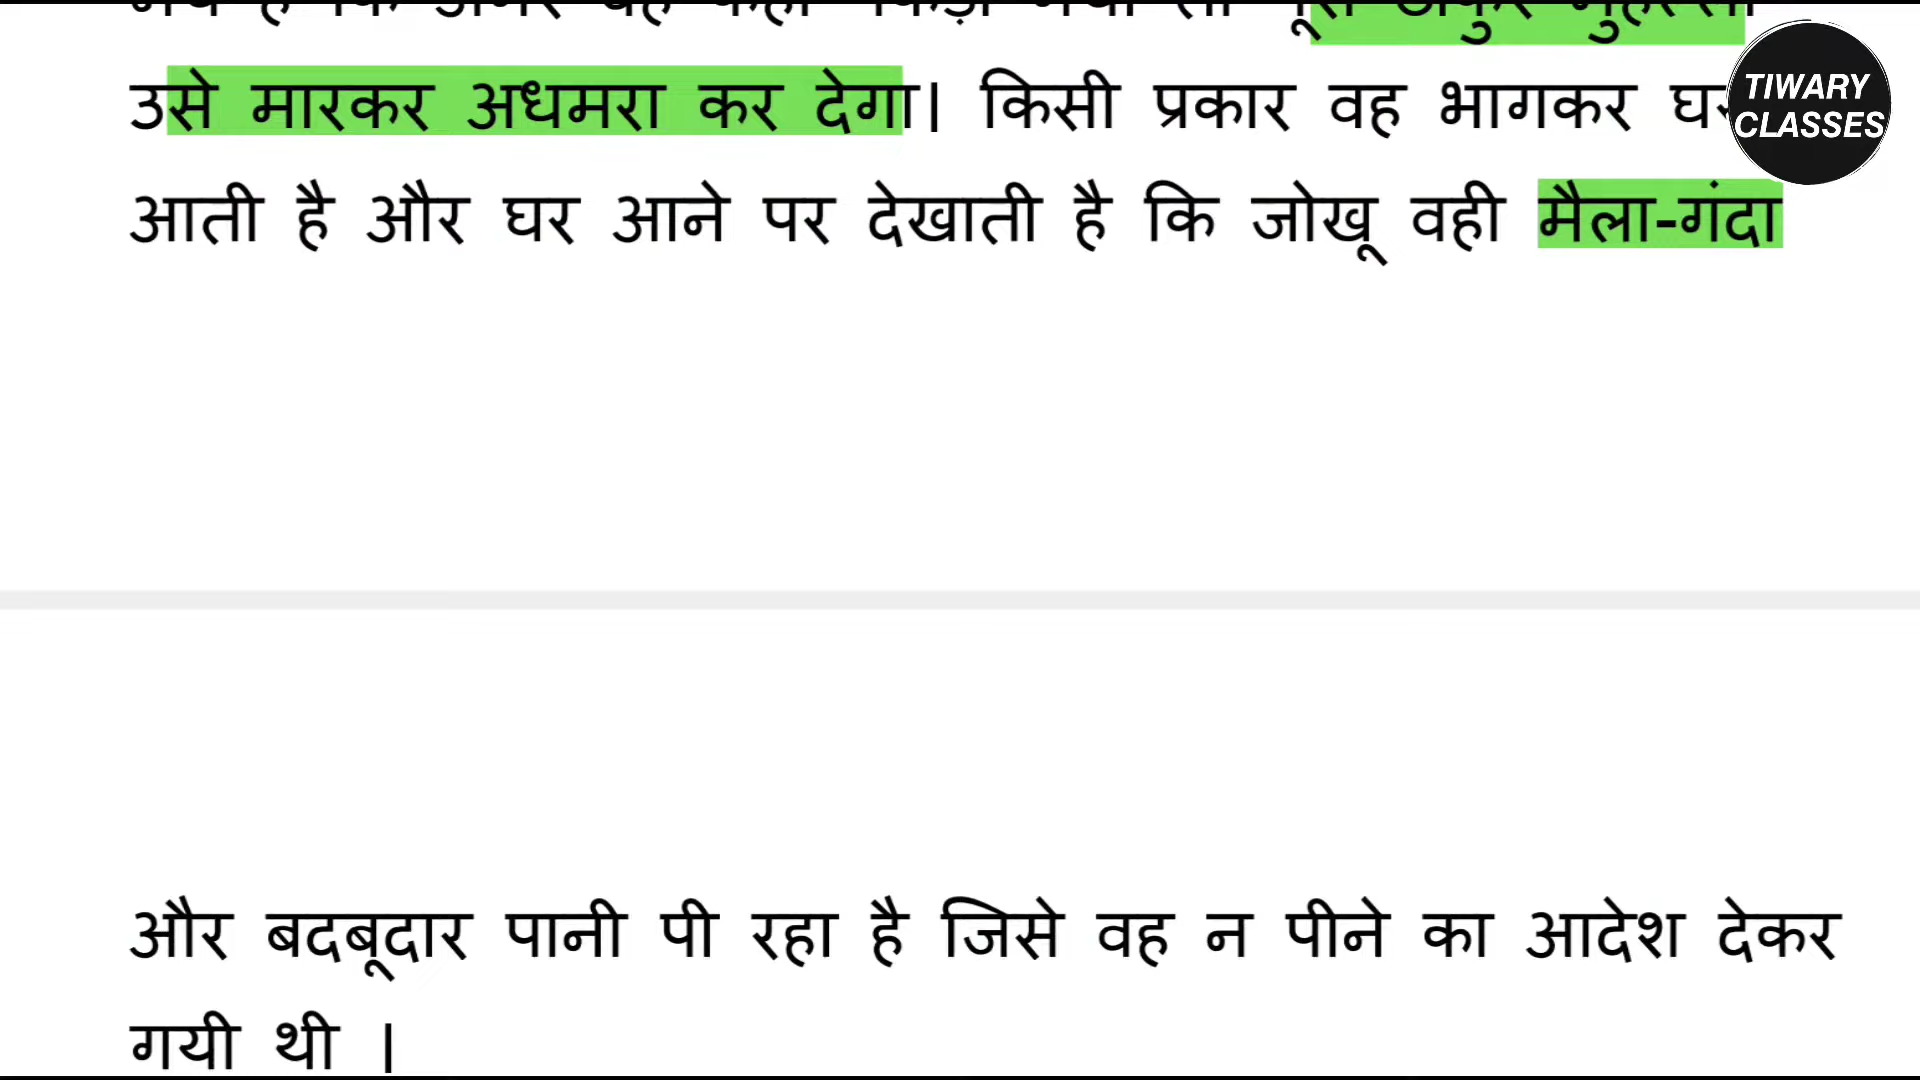 उसे मारकर अधमरा कर देगा। किसी प्रकार वह भागकर
TIWARY
CLASSES
आती है और घर आने पर देखाती है कि जोखू वही मैला-गंदा
और बदबूदार पानी पी रहा है जिसे वह न पीने का आदेश देकर
गयी थी ।